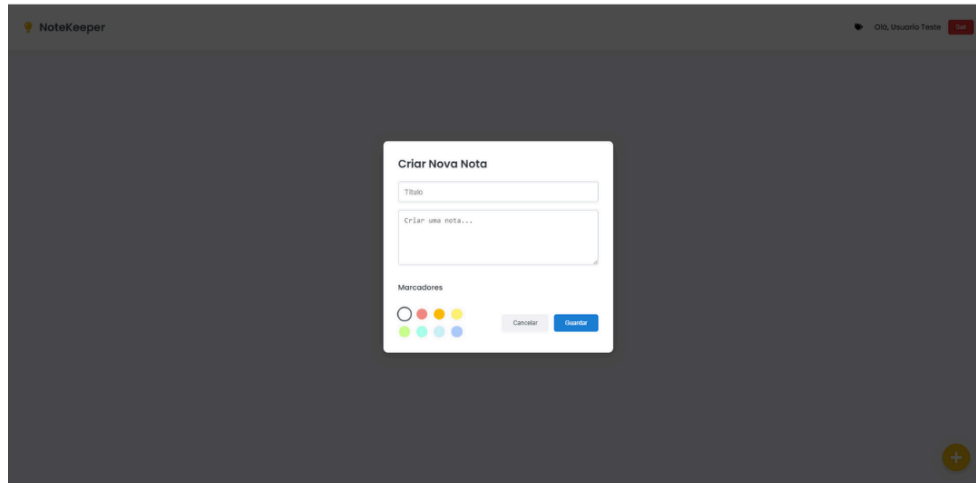 NoteKeeper
Olá, Usuario Teste Sair
Criar Nova Nota
Título
Criar uma nota...
Marcadores
Cancelar Guardar